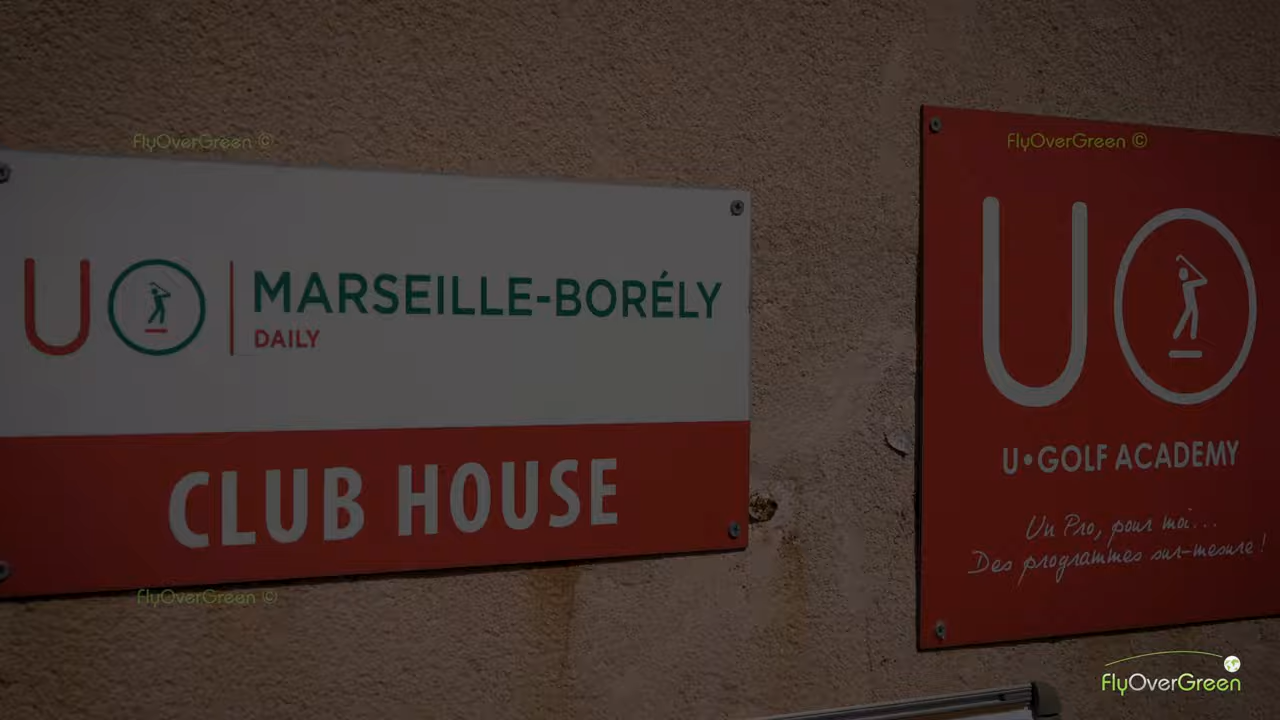 FlyOverGreen ©
FlyOverGreen ©
U
MARSEILLE-BORÉLY
DAILY
CLUB HOUSE
U
U•GOLF ACADEMY
Un Pro, pour moi...
Des programmes sur-mesure !
FlyOverGreen ©
FlyOverGreen